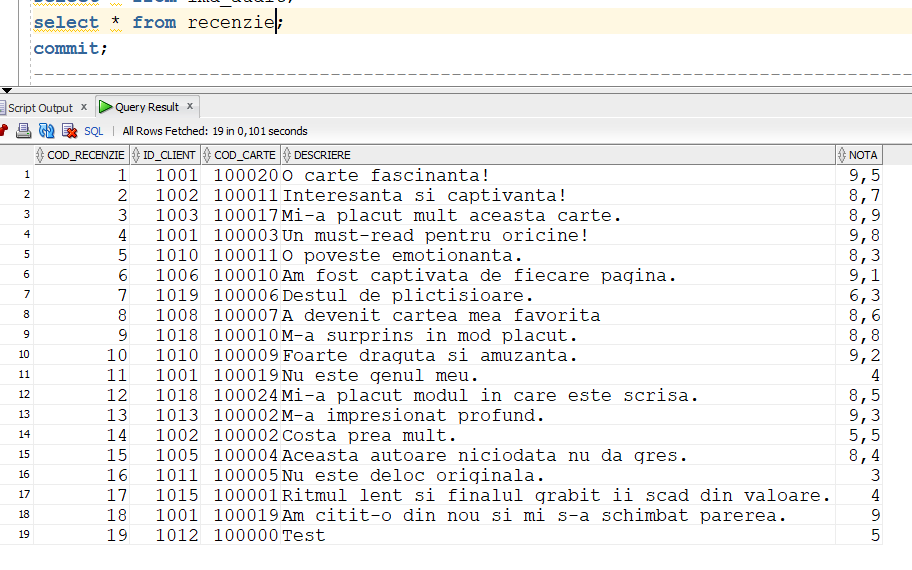 select * from recenzie;
commit;
Script Output x Query Result x
SQL | All Rows Fetched: 19 in 0,101 seconds
COD_RECENZIE ID_CLIENT COD_CARTE DESCRIERE NOTA
1 1 1001 100020 O carte fascinanta! 9,5
2 2 1002 100011 Interesanta si captivanta! 8,7
3 3 1003 100017 Mi-a placut mult aceasta carte. 8,9
4 4 1001 100003 Un must-read pentru oricine! 9,8
5 5 1010 100011 O poveste emotionanta. 8,3
6 6 1006 100010 Am fost captivata de fiecare pagina. 9,1
7 7 1019 100006 Destul de plictisioare. 6,3
8 8 1008 100007 A devenit cartea mea favorita 8,6
9 9 1018 100010 M-a surprins in mod placut. 8,8
10 10 1010 100009 Foarte draguta si amuzanta. 9,2
11 11 1001 100019 Nu este genul meu. 4
12 12 1018 100024 Mi-a placut modul in care este scrisa. 8,5
13 13 1013 100002 M-a impresionat profund. 9,3
14 14 1002 100002 Costa prea mult. 5,5
15 15 1005 100004 Aceasta autoare niciodata nu da gres. 8,4
16 16 1011 100005 Nu este deloc originala. 3
17 17 1015 100001 Ritmul lent si finalul grabit ii scad din valoare. 4
18 18 1001 100019 Am citit-o din nou si mi s-a schimbat parerea. 9
19 19 1012 100000 Test 5